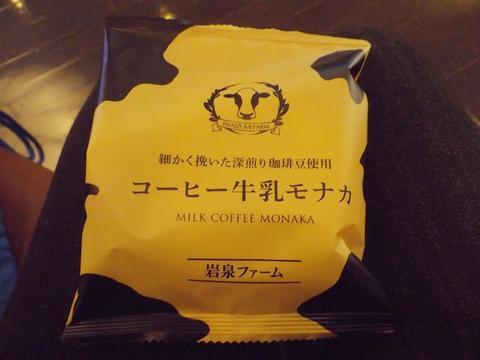 IWAIZUMI FARM
細かく挽いた深煎り珈琲豆使用
コーヒー牛乳モナカ
MILK COFFEE MONAKA
岩泉ファーム